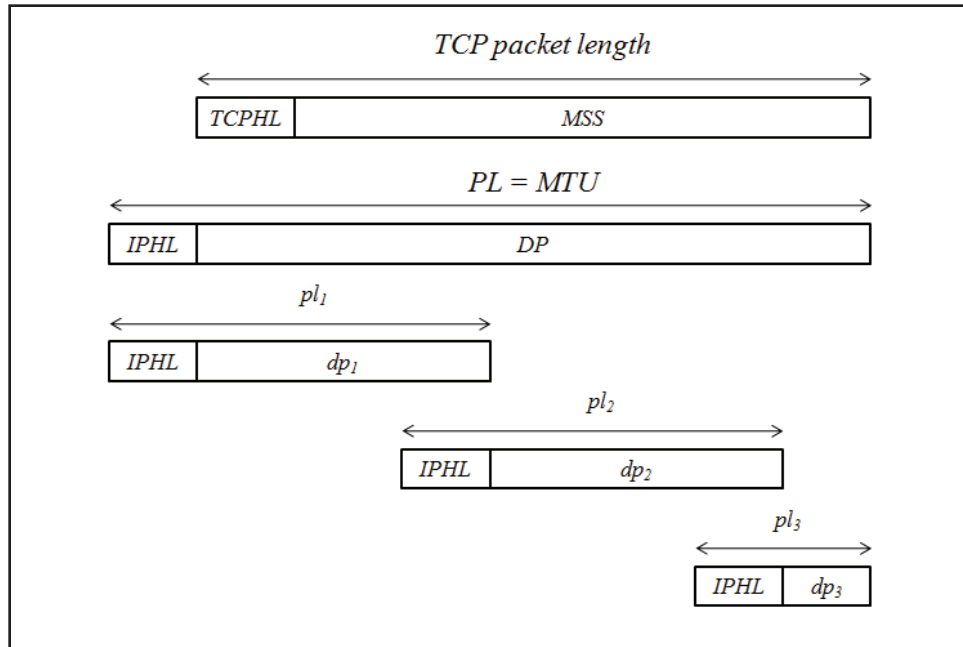 TCP packet length
TCPHL MSS
PL = MTU
IPHL DP
pl₁
IPHL dp₁
pl₂
IPHL dp₂
pl₃
IPHL dp₃